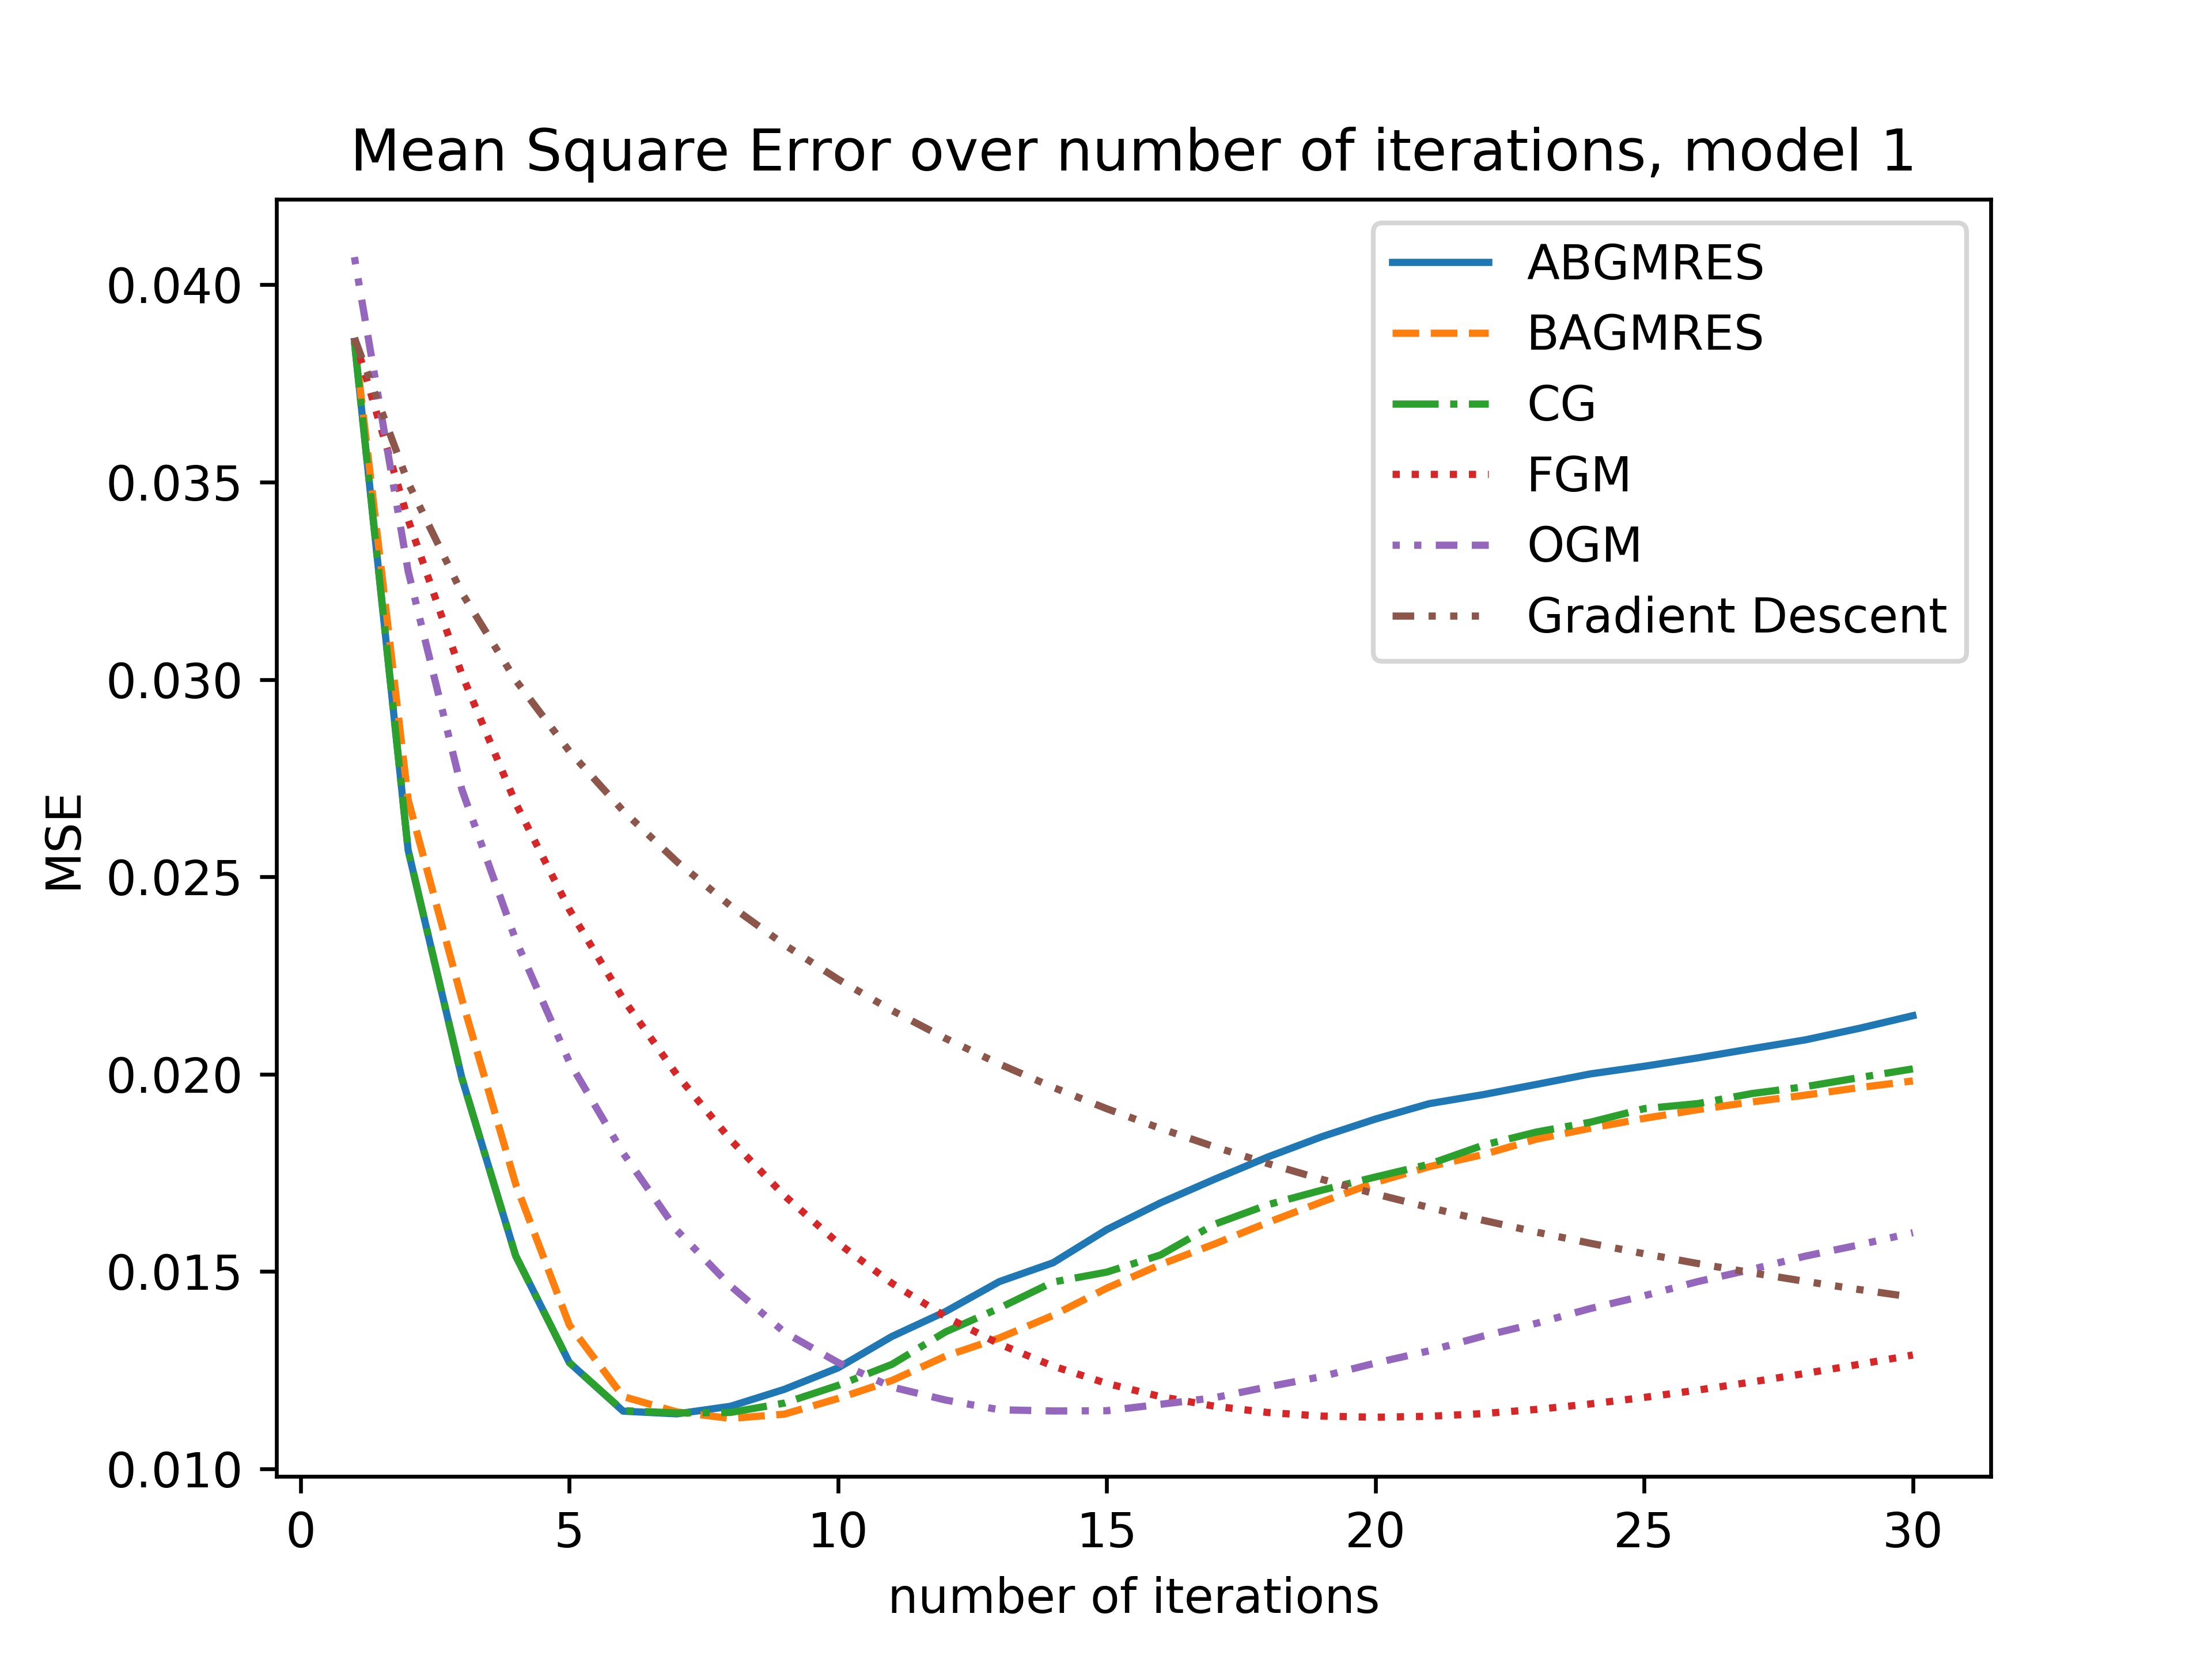 Mean Square Error over number of iterations, model 1
ABGMRES
BAGMRES
CG
FGM
OGM
Gradient Descent
MSE
0.040
0.035
0.030
0.025
0.020
0.015
0.010
0 5 10 15 20 25 30
number of iterations